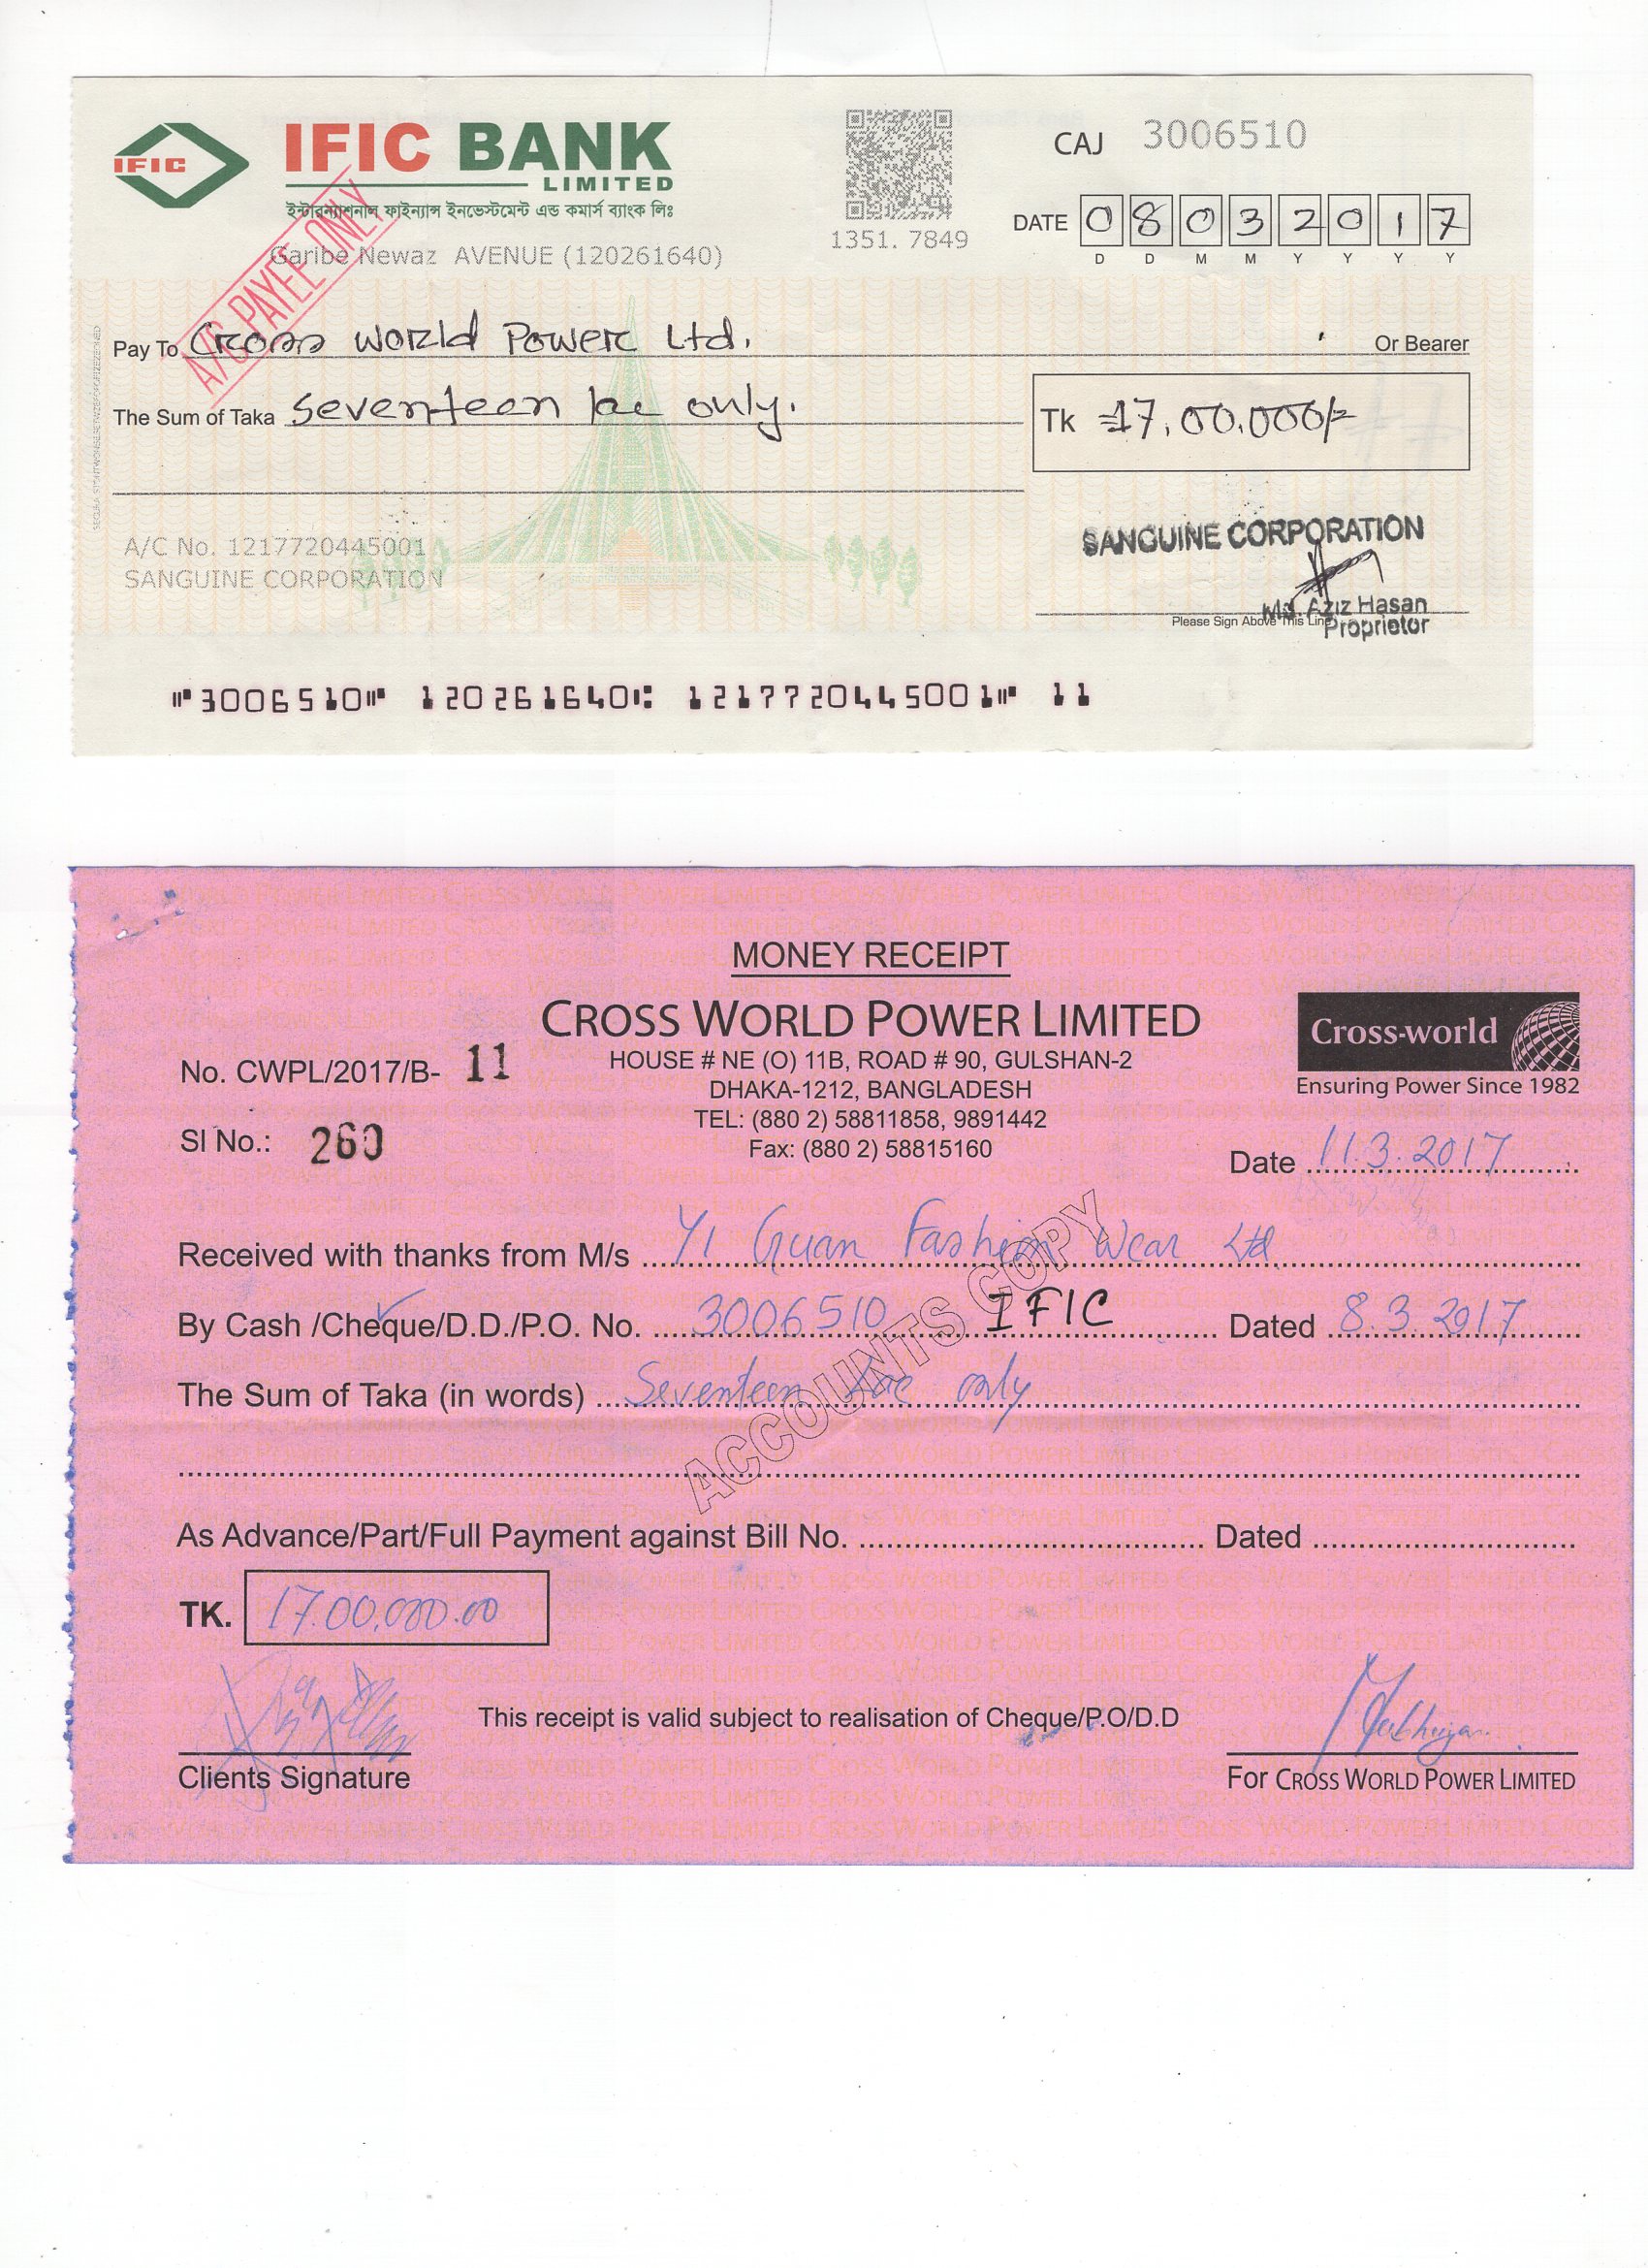 IFIC
IFIC BANK
LIMITED
ইন্টারন্যাশনাল ফাইন্যান্স ইনভেস্টমেন্ট এন্ড কমার্স ব্যাংক লিঃ
Garibe Newaz AVENUE (120261640)
A/C PAYEE ONLY
1351. 7849
CAJ 3006510
DATE 08032017
D D M M Y Y Y Y
Pay To Cross World Power Ltd. Or Bearer
The Sum of Taka Seventeen lac only. Tk =17,00,000/=
A/C No. 1217720445001
SANGUINE CORPORATION
SANGUINE CORPORATION
Md. Aziz Hasan
Please Sign Above This Line
Proprietor
⑈3006510⑈ 120261640⑆ 1217720445001⑈ 11
MONEY RECEIPT
CROSS WORLD POWER LIMITED
HOUSE # NE (O) 11B, ROAD # 90, GULSHAN-2
DHAKA-1212, BANGLADESH
TEL: (880 2) 58811858, 9891442
Fax: (880 2) 58815160
Cross-world
Ensuring Power Since 1982
No. CWPL/2017/B- 11
Sl No.: 260
Date 11.3.2017
Received with thanks from M/s Yi Guan Fashion Wear Ltd
By Cash /Cheque/D.D./P.O. No. 3006510 IFIC Dated 8.3.2017
The Sum of Taka (in words) Seventeen lac only
ACCOUNTS COPY
As Advance/Part/Full Payment against Bill No. Dated
TK. 17.00,000.00
This receipt is valid subject to realisation of Cheque/P.O/D.D
Clients Signature
For CROSS WORLD POWER LIMITED